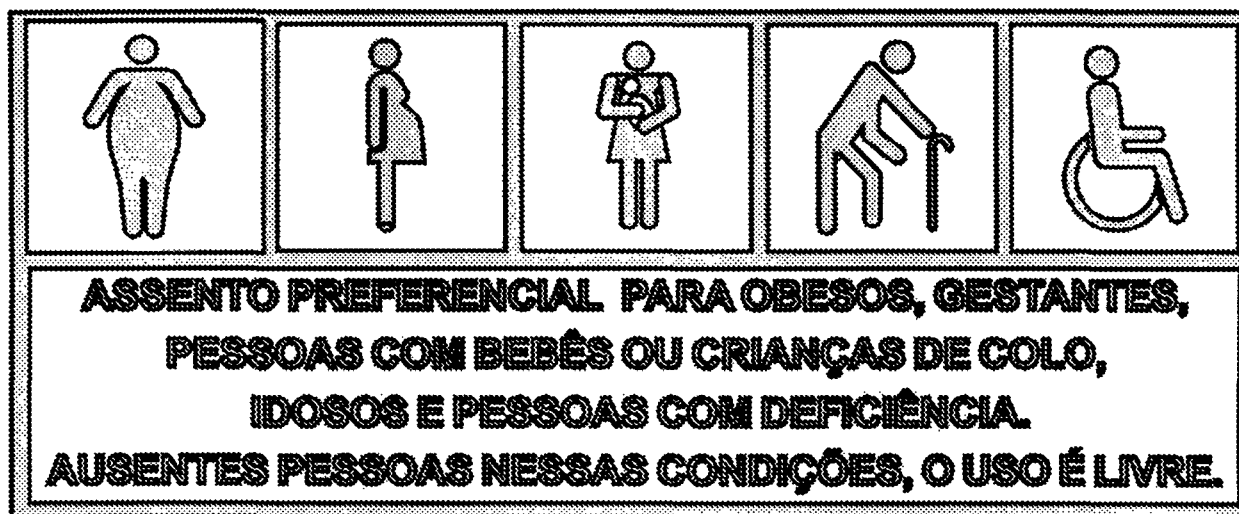 ASSENTO PREFERENCIAL PARA OBESOS, GESTANTES,
PESSOAS COM BEBÊS OU CRIANÇAS DE COLO,
IDOSOS E PESSOAS COM DEFICIÊNCIA.
AUSENTES PESSOAS NESSAS CONDIÇÕES, O USO É LIVRE.